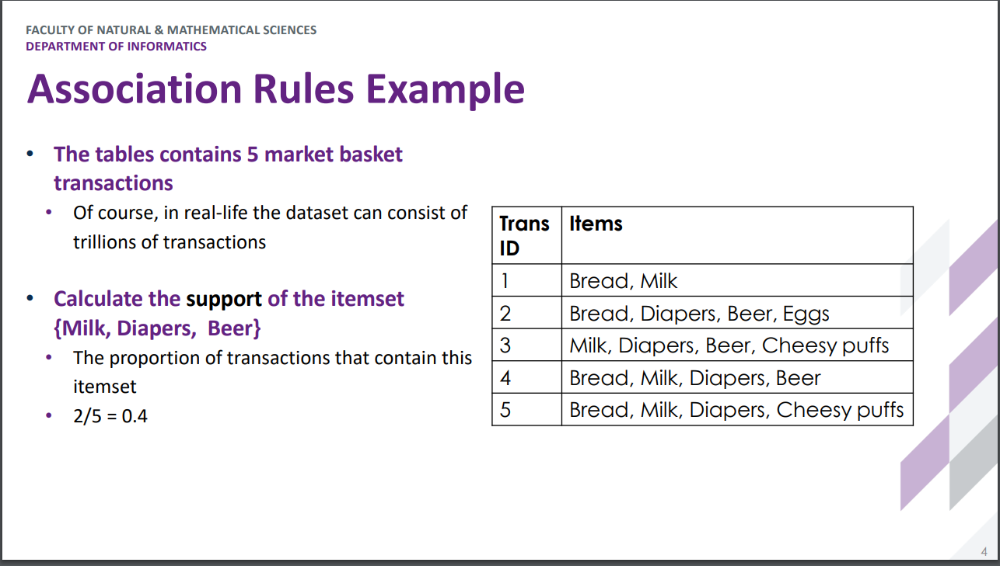 FACULTY OF NATURAL & MATHEMATICAL SCIENCES
DEPARTMENT OF INFORMATICS
Association Rules Example
• The tables contains 5 market basket
transactions
• Of course, in real-life the dataset can consist of
trillions of transactions
• Calculate the support of the itemset
{Milk, Diapers,  Beer}
• The proportion of transactions that contain this
itemset
• 2/5 = 0.4
Trans Items
ID
1 Bread, Milk
2 Bread, Diapers, Beer, Eggs
3 Milk, Diapers, Beer, Cheesy puffs
4 Bread, Milk, Diapers, Beer
5 Bread, Milk, Diapers, Cheesy puffs
4